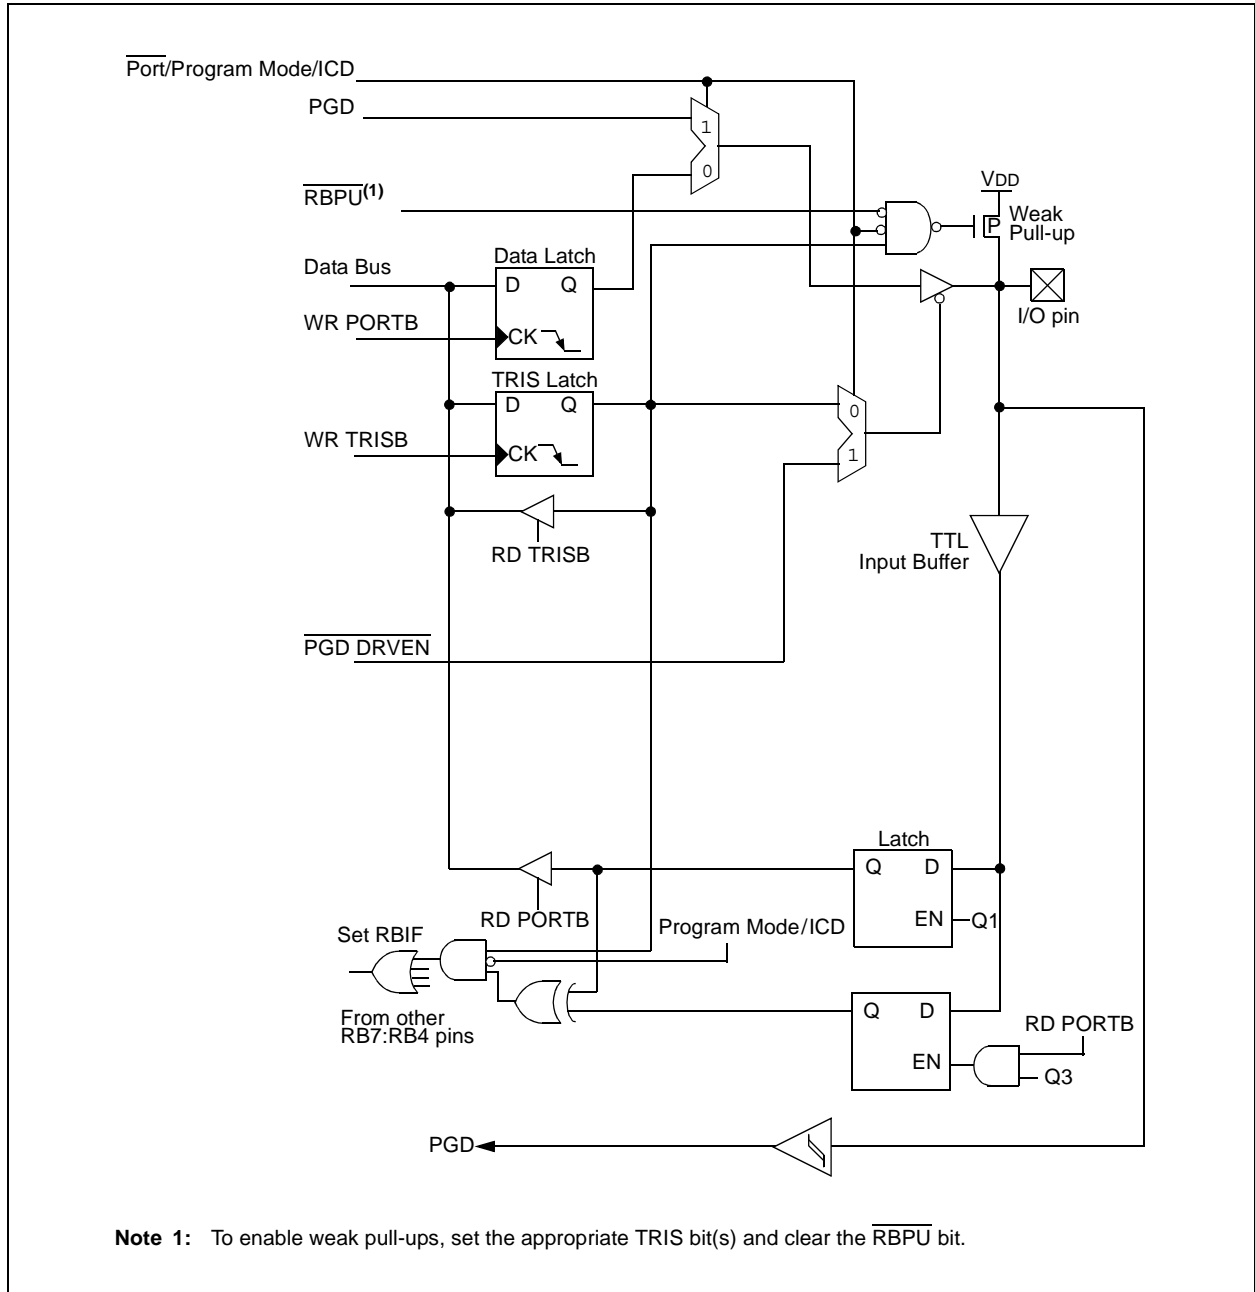 Port/Program Mode/ICD
PGD
1
0
RBPU(1)
VDD
P
Weak
Pull-up
Data Bus
Data Latch
D Q
WR PORTB
CK
I/O pin
TRIS Latch
D Q
WR TRISB
CK
0
1
RD TRISB
TTL
Input Buffer
PGD DRVEN
Latch
Q D
EN
Q1
RD PORTB
Program Mode/ICD
Set RBIF
From other
RB7:RB4 pins
Q D
EN
RD PORTB
Q3
PGD
Note 1: To enable weak pull-ups, set the appropriate TRIS bit(s) and clear the RBPU bit.